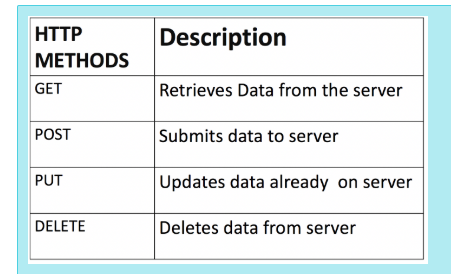 HTTP METHODS Description
GET Retrieves Data from the server
POST Submits data to server
PUT Updates data already on server
DELETE Deletes data from server